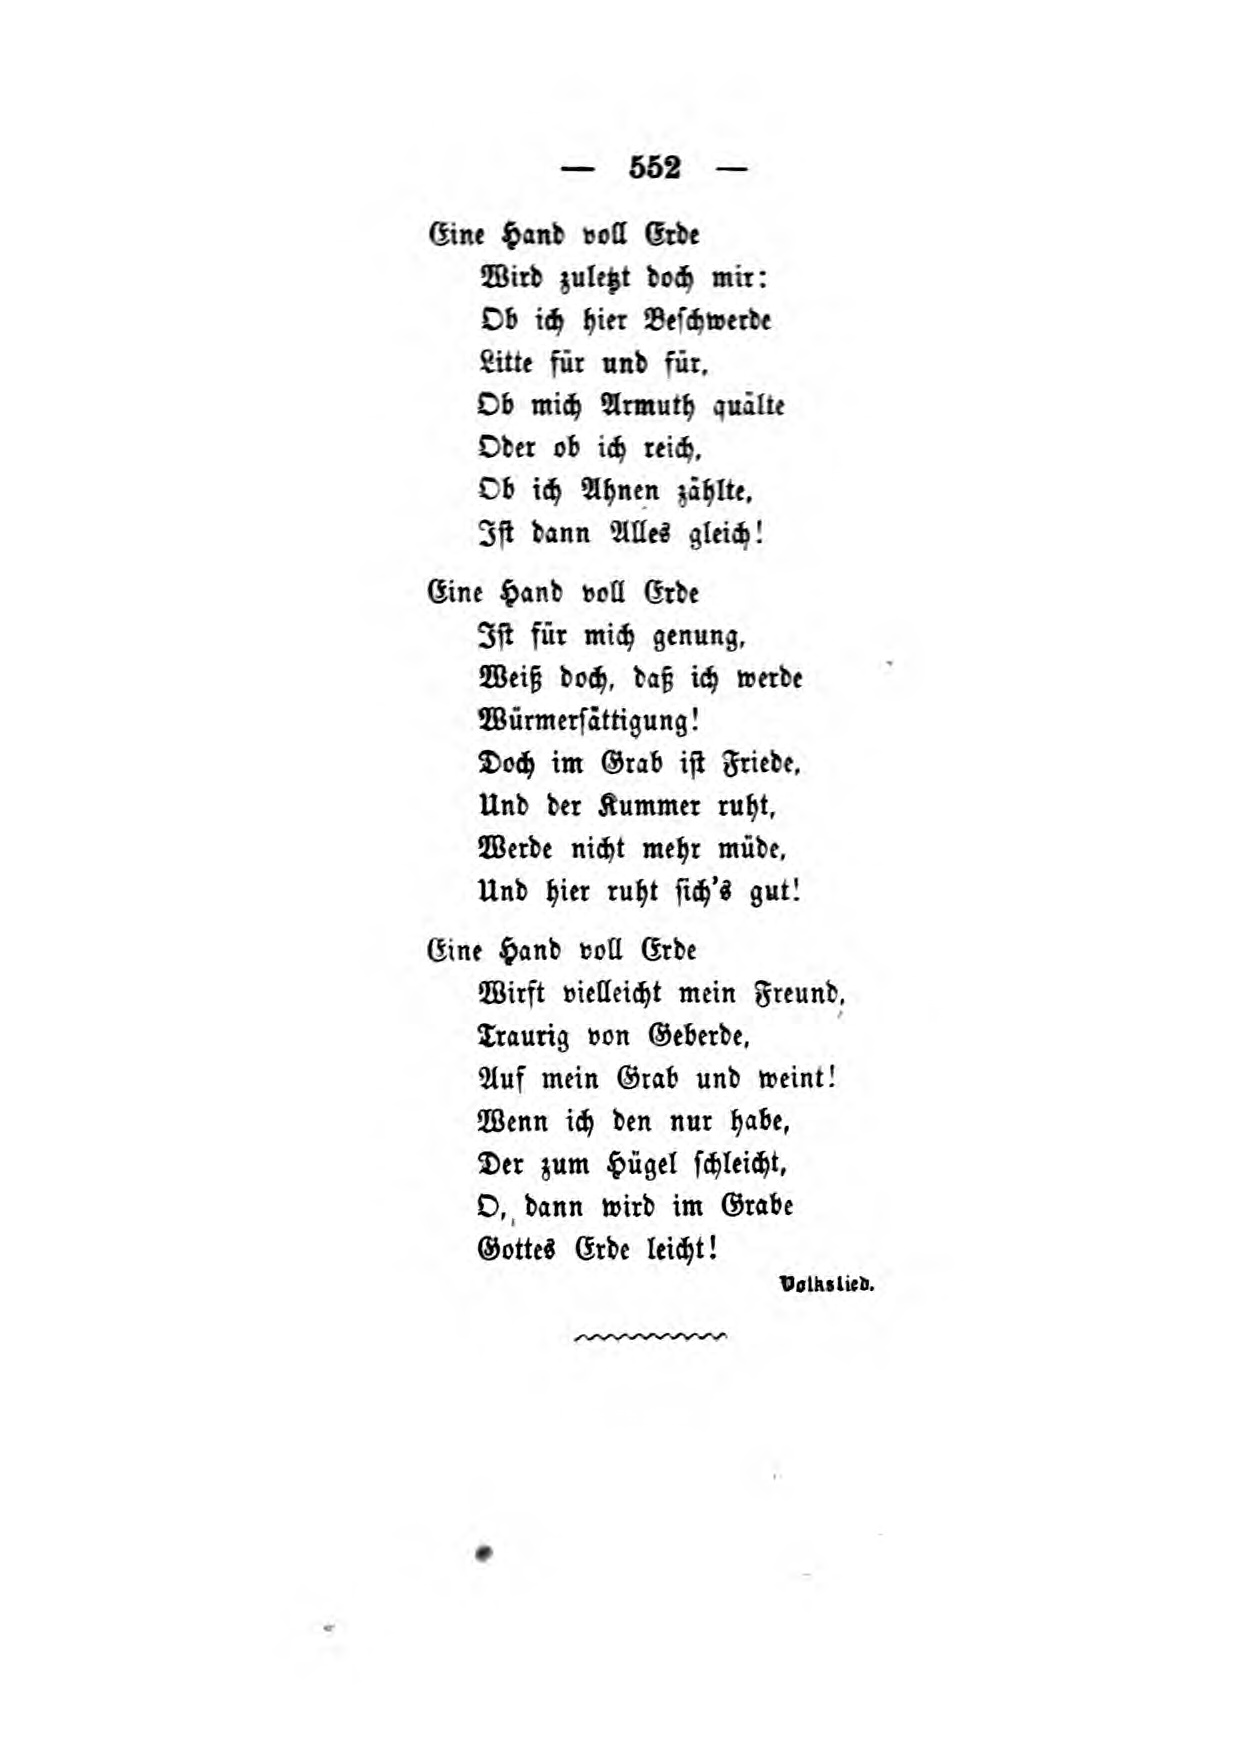 — 552 —
Eine Hand voll Erde
Wird zuletzt doch mir:
Ob ich hier Beschwerde
Litte für und für,
Ob mich Armuth quälte
Oder ob ich reich,
Ob ich Ahnen zählte,
Ist dann Alles gleich!
Eine Hand voll Erde
Ist für mich genung,
Weiß doch, daß ich werde
Würmersättigung!
Doch im Grab ist Friede,
Und der Kummer ruht,
Werde nicht mehr müde,
Und hier ruht sich's gut!
Eine Hand voll Erde
Wirft vielleicht mein Freund,
Traurig von Geberde,
Auf mein Grab und weint!
Wenn ich den nur habe,
Der zum Hügel schleicht,
O, dann wird im Grabe
Gottes Erde leicht!
Volkslied.